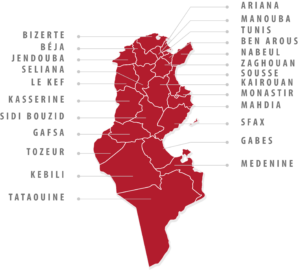 ARIANA
MANOUBA
TUNIS
BEN AROUS
NABEUL
ZAGHOUAN
SOUSSE
KAIROUAN
MONASTIR
MAHDIA
SFAX
GABES
MEDENINE
BIZERTE
BÉJA
JENDOUBA
SELIANA
LE KEF
KASSERINE
SIDI BOUZID
GAFSA
TOZEUR
KEBILI
TATAOUINE